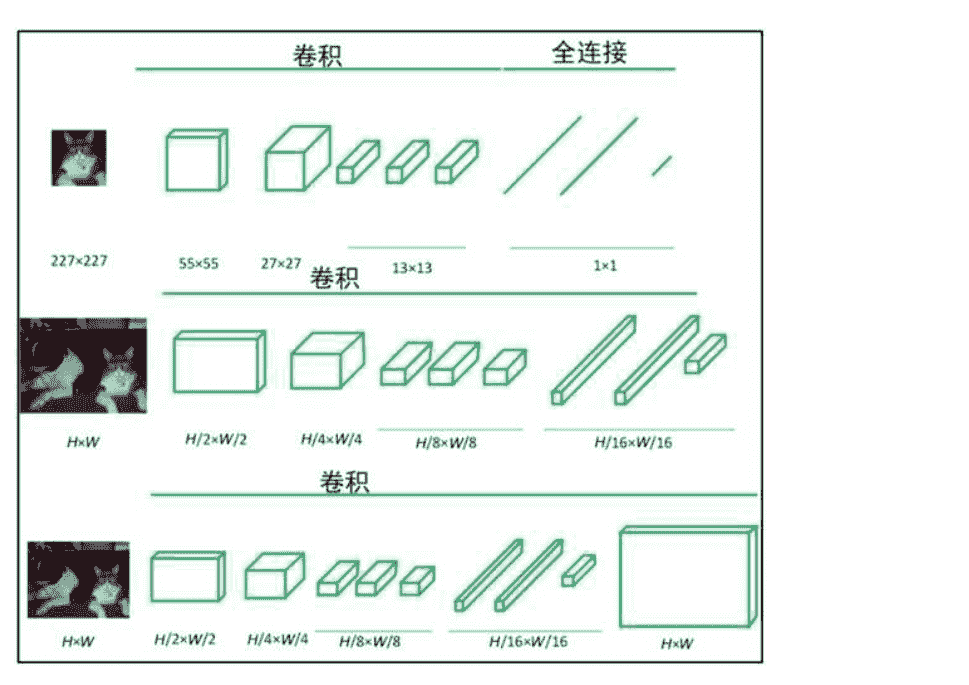 卷积 全连接
227×227 55×55 27×27 13×13 1×1
卷积
H×W H/2×W/2 H/4×W/4 H/8×W/8 H/16×W/16
卷积
H×W H/2×W/2 H/4×W/4 H/8×W/8 H/16×W/16 H×W